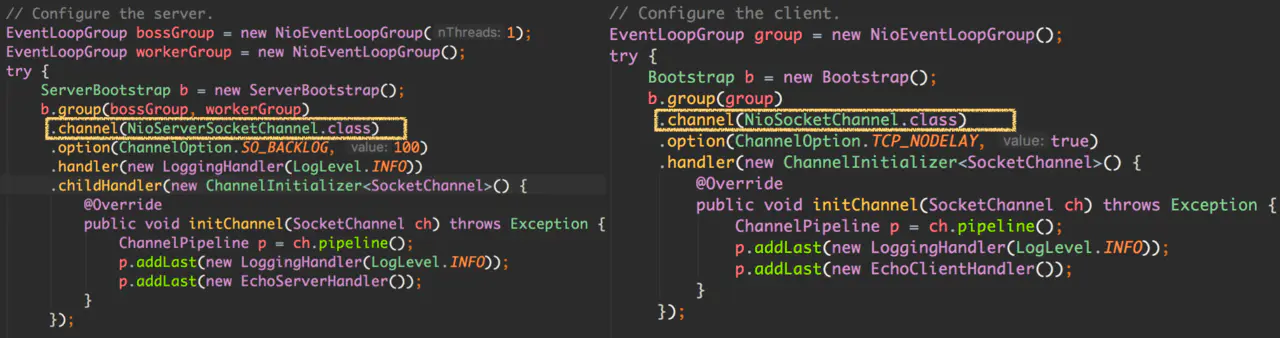 // Configure the server.
EventLoopGroup bossGroup = new NioEventLoopGroup( nThreads: 1);
EventLoopGroup workerGroup = new NioEventLoopGroup();
try {
ServerBootstrap b = new ServerBootstrap();
b.group(bossGroup, workerGroup)
.channel(NioServerSocketChannel.class)
.option(ChannelOption.SO_BACKLOG, value: 100)
.handler(new LoggingHandler(LogLevel.INFO))
.childHandler(new ChannelInitializer<SocketChannel>() {
@Override
public void initChannel(SocketChannel ch) throws Exception {
ChannelPipeline p = ch.pipeline();
p.addLast(new LoggingHandler(LogLevel.INFO));
p.addLast(new EchoServerHandler());
}
});
// Configure the client.
EventLoopGroup group = new NioEventLoopGroup();
try {
Bootstrap b = new Bootstrap();
b.group(group)
.channel(NioSocketChannel.class)
.option(ChannelOption.TCP_NODELAY, value: true)
.handler(new ChannelInitializer<SocketChannel>() {
@Override
public void initChannel(SocketChannel ch) throws Exception {
ChannelPipeline p = ch.pipeline();
p.addLast(new LoggingHandler(LogLevel.INFO));
p.addLast(new EchoClientHandler());
}
});